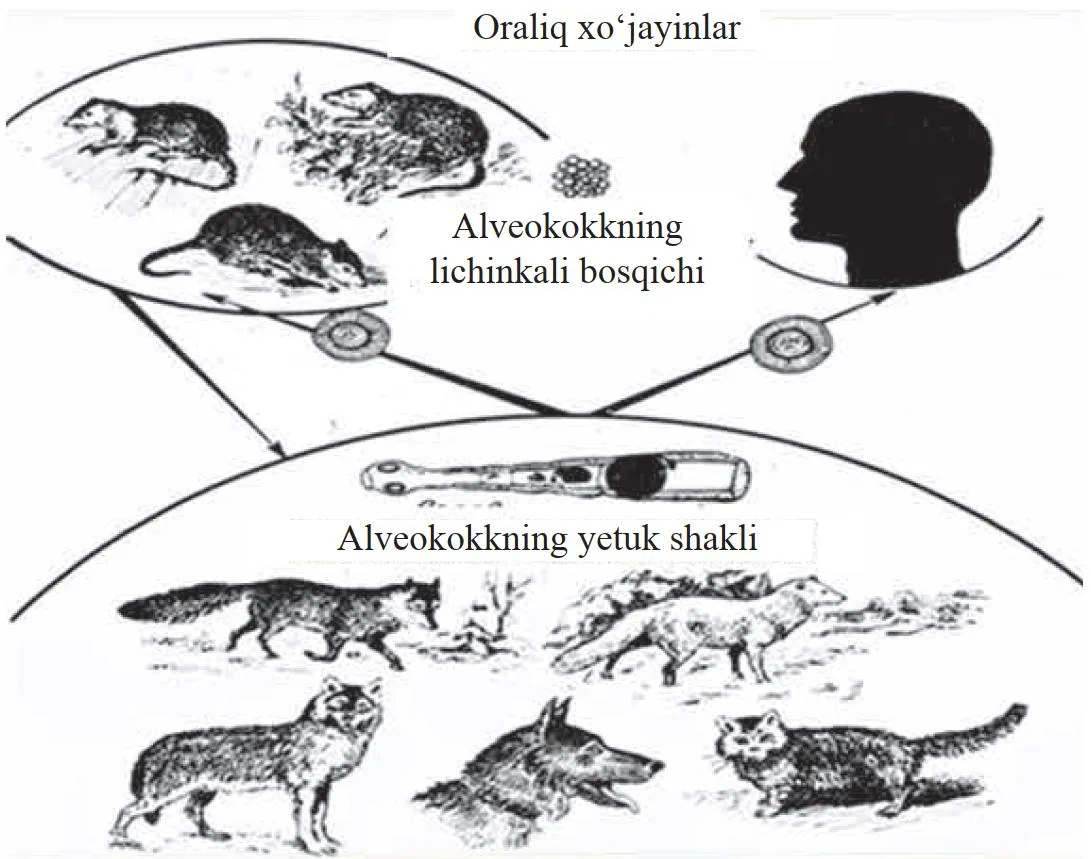 Oraliq xo‘jayinlar
Alveokokkning
lichinkali bosqichi
Alveokokkning yetuk shakli